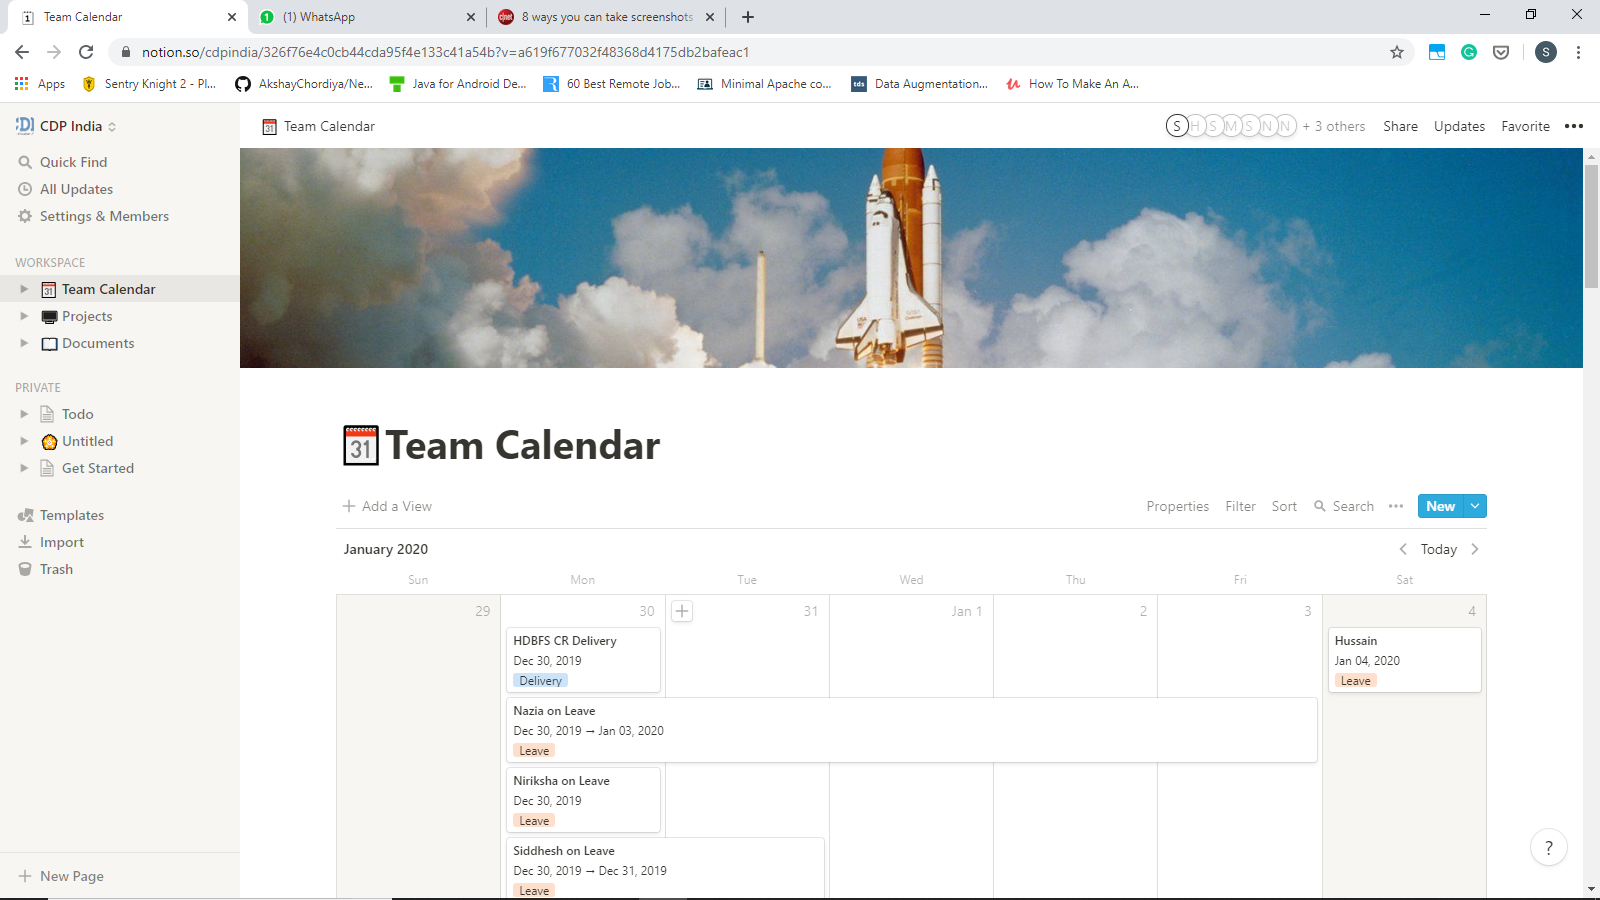 Team Calendar
(1) WhatsApp
8 ways you can take screenshots
notion.so/cdpindia/326f76e4c0cb44cda95f4e133c41a54b?v=a619f677032f48368d4175db2bafeac1
S
Apps
Sentry Knight 2 - Pl...
AkshayChordiya/Ne...
Java for Android De...
60 Best Remote Job...
Minimal Apache co...
tds Data Augmentation...
How To Make An A...
CDP India
Quick Find
All Updates
Settings & Members
WORKSPACE
Team Calendar
Projects
Documents
PRIVATE
Todo
Untitled
Get Started
Templates
Import
Trash
New Page
Team Calendar
S H S M S N N + 3 others Share Updates Favorite
31 Team Calendar
Add a View
Properties Filter Sort Search New
January 2020
Today
Sun Mon Tue Wed Thu Fri Sat
29 30 31 Jan 1 2 3 4
HDBFS CR Delivery
Dec 30, 2019
Delivery
Hussain
Jan 04, 2020
Leave
Nazia on Leave
Dec 30, 2019 → Jan 03, 2020
Leave
Niriksha on Leave
Dec 30, 2019
Leave
Siddhesh on Leave
Dec 30, 2019 → Dec 31, 2019
Leave
?